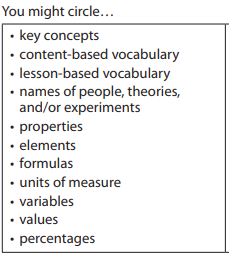 You might circle…
• key concepts
• content-based vocabulary
• lesson-based vocabulary
• names of people, theories,
and/or experiments
• properties
• elements
• formulas
• units of measure
• variables
• values
• percentages